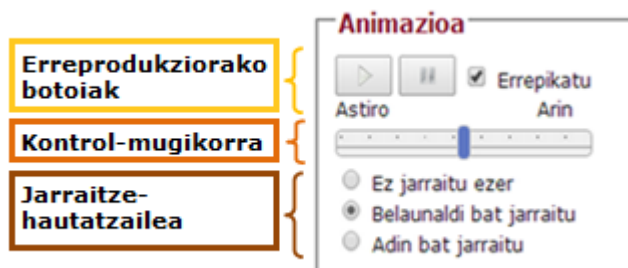 Animazioa
Erreprodukziorako
botoiak
Errepikatu
Astiro Arin
Kontrol-mugikorra
Jarraitze-
hautatzailea
Ez jarraitu ezer
Belaunaldi bat jarraitu
Adin bat jarraitu